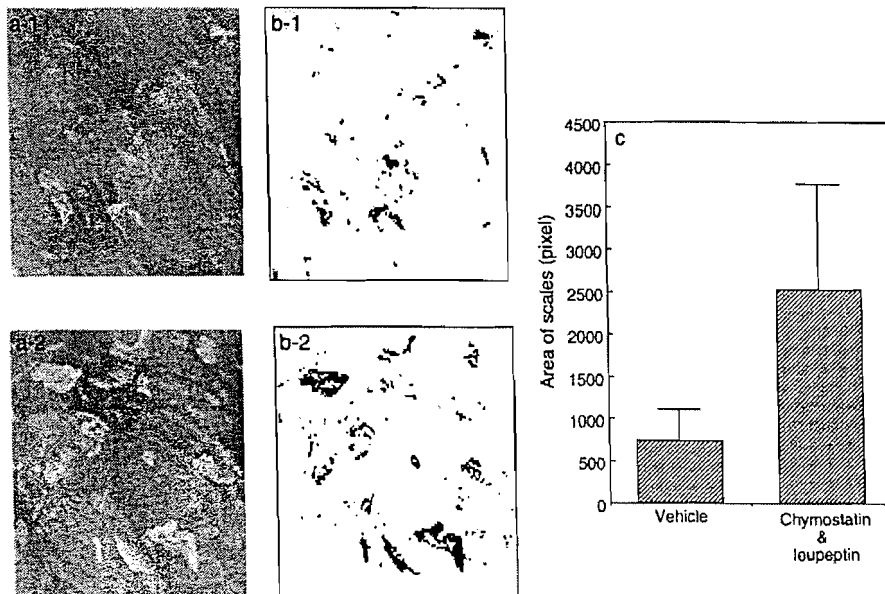 a-1
b-1
a-2
b-2
c
Area of scales (pixel)
4500
4000
3500
3000
2500
2000
1500
1000
500
0
Vehicle
Chymostatin
&
loupeptin